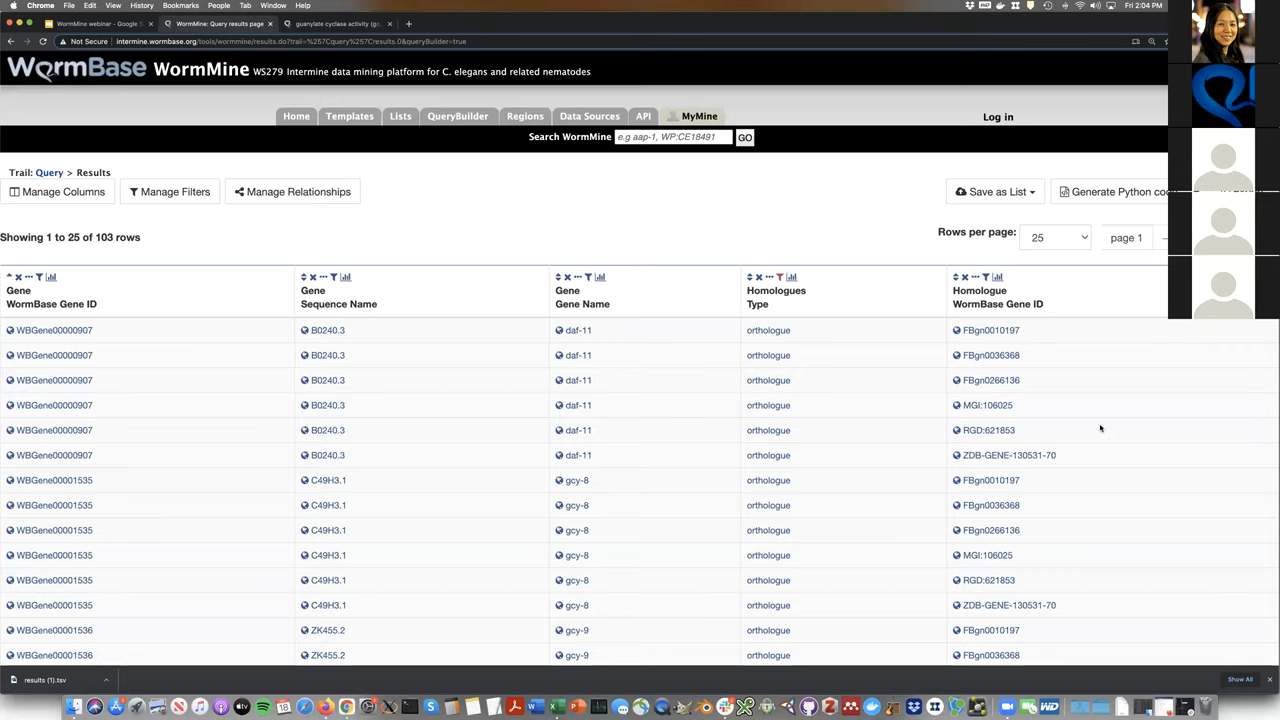 Chrome File Edit View History Bookmarks People Tab Window Help Fri 2:04 PM
WormMine webinar - Google S WormMine: Query results page guanylate cyclase activity (go
Not Secure intermine.wormbase.org/tools/wormmine/results.do?trail=%257Cquery%257Cresults.0&queryBuilder=true
WORMBASE WormMine WS279 Intermine data mining platform for C. elegans and related nematodes
Home Templates Lists QueryBuilder Regions Data Sources API MyMine Log in
Search WormMine e.g aap-1, WP:CE18491 GO
Trail: Query > Results
Manage Columns Manage Filters Manage Relationships Save as List Generate Python co
Showing 1 to 25 of 103 rows Rows per page: 25 page 1
Gene Gene Gene Homologues Homologue
WormBase Gene ID Sequence Name Gene Name Type WormBase Gene ID
WBGene00000907 B0240.3 daf-11 orthologue FBgn0010197
WBGene00000907 B0240.3 daf-11 orthologue FBgn0036368
WBGene00000907 B0240.3 daf-11 orthologue FBgn0266136
WBGene00000907 B0240.3 daf-11 orthologue MGI:106025
WBGene00000907 B0240.3 daf-11 orthologue RGD:621853
WBGene00000907 B0240.3 daf-11 orthologue ZDB-GENE-130531-70
WBGene00001535 C49H3.1 gcy-8 orthologue FBgn0010197
WBGene00001535 C49H3.1 gcy-8 orthologue FBgn0036368
WBGene00001535 C49H3.1 gcy-8 orthologue FBgn0266136
WBGene00001535 C49H3.1 gcy-8 orthologue MGI:106025
WBGene00001535 C49H3.1 gcy-8 orthologue RGD:621853
WBGene00001535 C49H3.1 gcy-8 orthologue ZDB-GENE-130531-70
WBGene00001536 ZK455.2 gcy-9 orthologue FBgn0010197
WBGene00001536 ZK455.2 gcy-9 orthologue FBgn0036368
results (1).tsv Show All